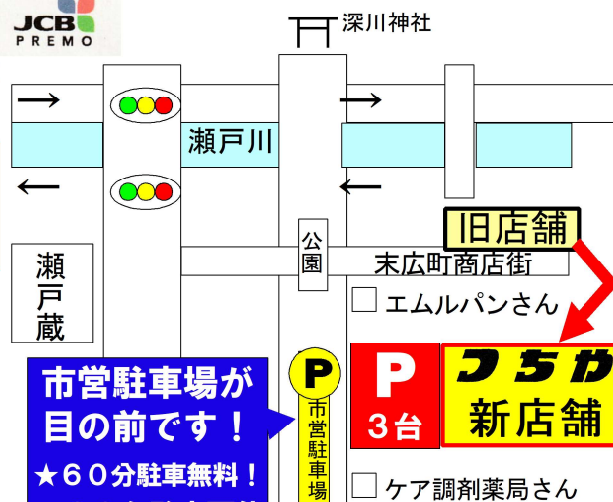 JCB
PREMO
深川神社
瀬戸川
旧店舗
公園
末広町商店街
瀬戸蔵
エムルパンさん
市営駐車場が
目の前です！
★６０分駐車無料！
P
市営駐車場
P
３台
つちや
新店舗
ケア調剤薬局さん